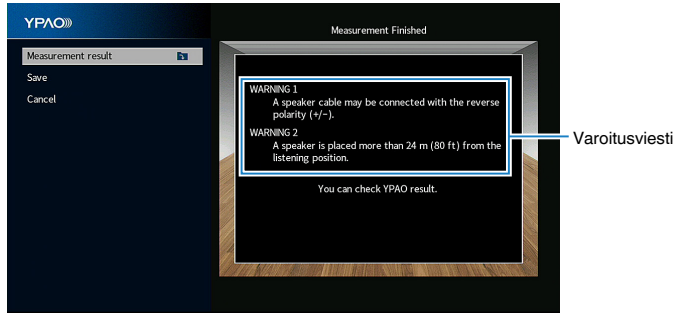 YPAO
Measurement Finished
Measurement result
Save
Cancel
WARNING 1
A speaker cable may be connected with the reverse
polarity (+/-).
WARNING 2
A speaker is placed more than 24 m (80 ft) from the
listening position.
You can check YPAO result.
Varoitusviesti